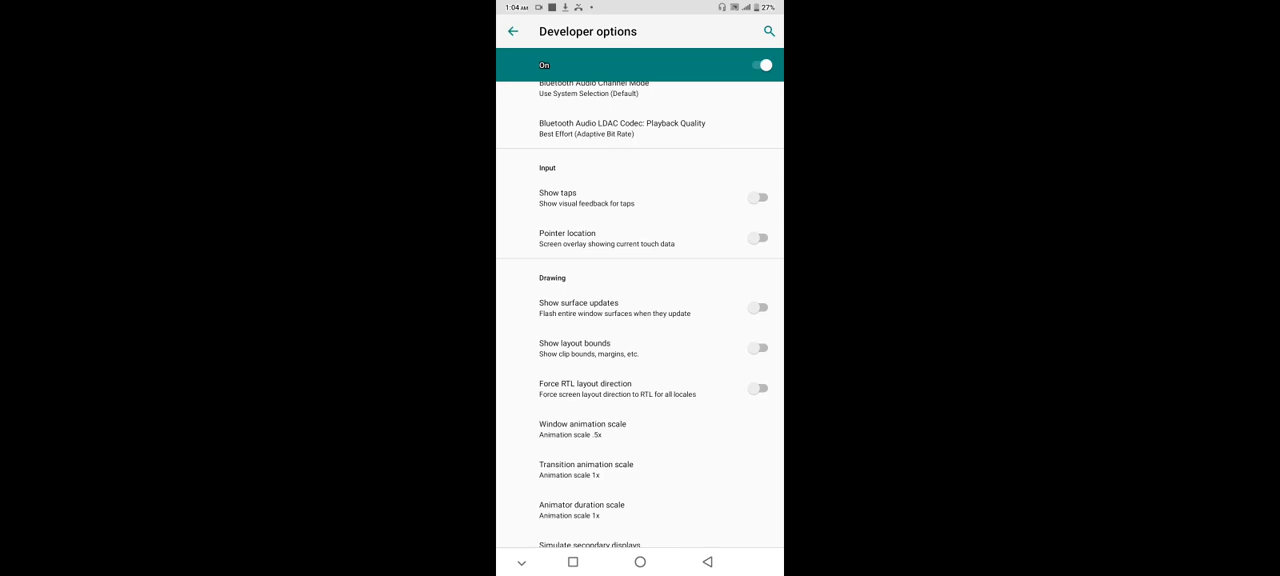 1:04 AM
27%
Developer options
On
Bluetooth Audio Channel Mode
Use System Selection (Default)
Bluetooth Audio LDAC Codec: Playback Quality
Best Effort (Adaptive Bit Rate)
Input
Show taps
Show visual feedback for taps
Pointer location
Screen overlay showing current touch data
Drawing
Show surface updates
Flash entire window surfaces when they update
Show layout bounds
Show clip bounds, margins, etc.
Force RTL layout direction
Force screen layout direction to RTL for all locales
Window animation scale
Animation scale .5x
Transition animation scale
Animation scale 1x
Animator duration scale
Animation scale 1x
Simulate secondary displays